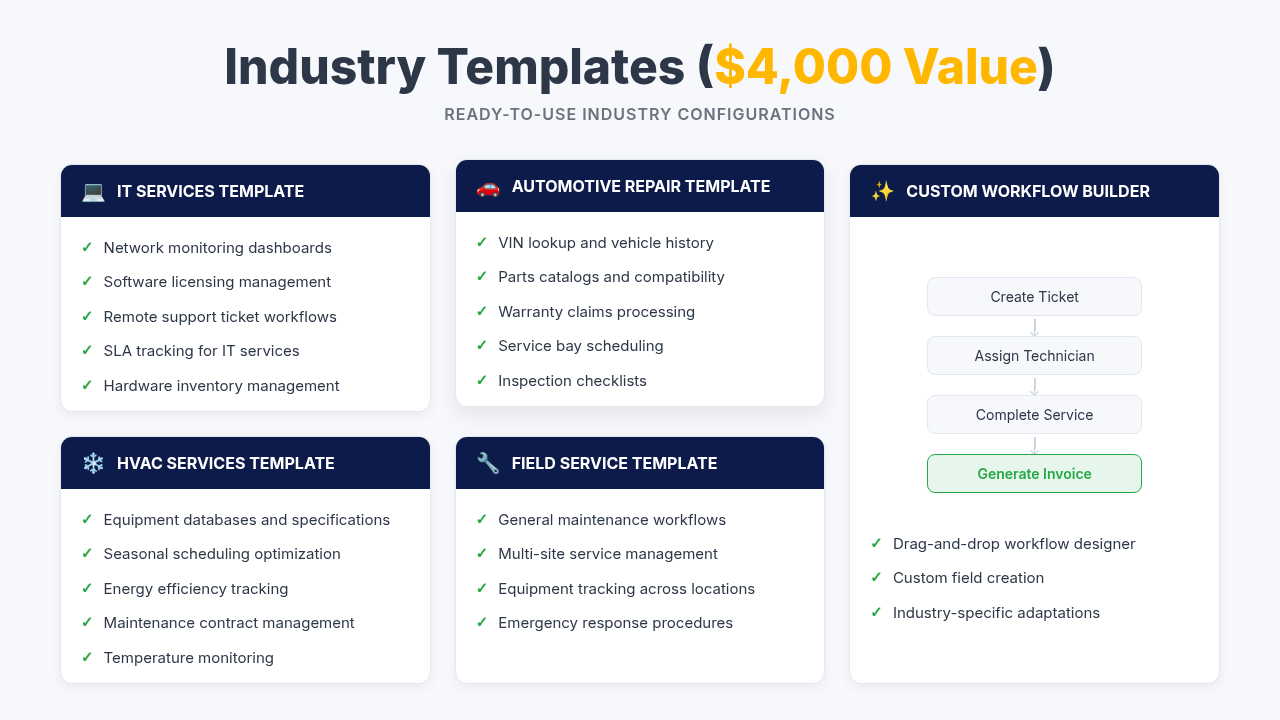 Industry Templates ($4,000 Value)
READY-TO-USE INDUSTRY CONFIGURATIONS
IT SERVICES TEMPLATE
✓ Network monitoring dashboards
✓ Software licensing management
✓ Remote support ticket workflows
✓ SLA tracking for IT services
✓ Hardware inventory management
AUTOMOTIVE REPAIR TEMPLATE
✓ VIN lookup and vehicle history
✓ Parts catalogs and compatibility
✓ Warranty claims processing
✓ Service bay scheduling
✓ Inspection checklists
CUSTOM WORKFLOW BUILDER
Create Ticket
Assign Technician
Complete Service
Generate Invoice
✓ Drag-and-drop workflow designer
✓ Custom field creation
✓ Industry-specific adaptations
HVAC SERVICES TEMPLATE
✓ Equipment databases and specifications
✓ Seasonal scheduling optimization
✓ Energy efficiency tracking
✓ Maintenance contract management
✓ Temperature monitoring
FIELD SERVICE TEMPLATE
✓ General maintenance workflows
✓ Multi-site service management
✓ Equipment tracking across locations
✓ Emergency response procedures